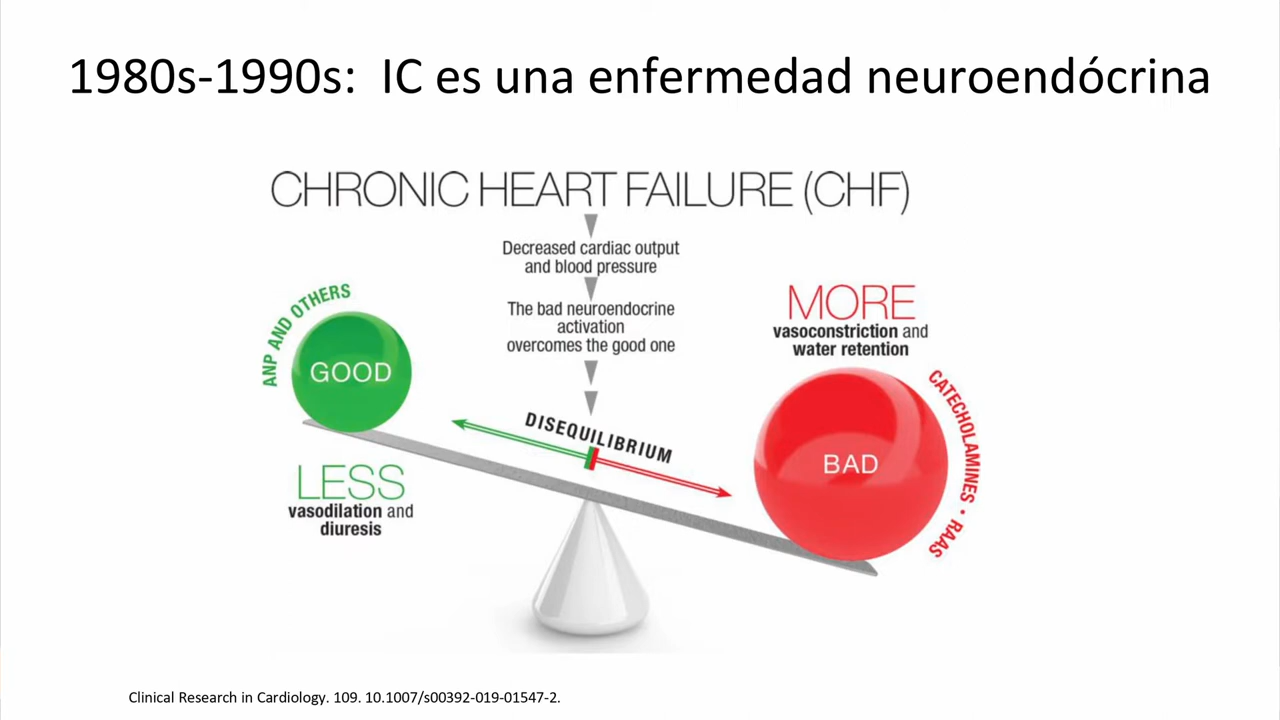 1980s-1990s:  IC es una enfermedad neuroendócrina
CHRONIC HEART FAILURE (CHF)
Decreased cardiac output
and blood pressure
The bad neuroendocrine
activation
overcomes the good one
ANP AND OTHERS
GOOD
LESS
vasodilation and
diuresis
DISEQUILIBRIUM
MORE
vasoconstriction and
water retention
BAD
CATECHOLAMINES • RAAS
Clinical Research in Cardiology. 109. 10.1007/s00392-019-01547-2.